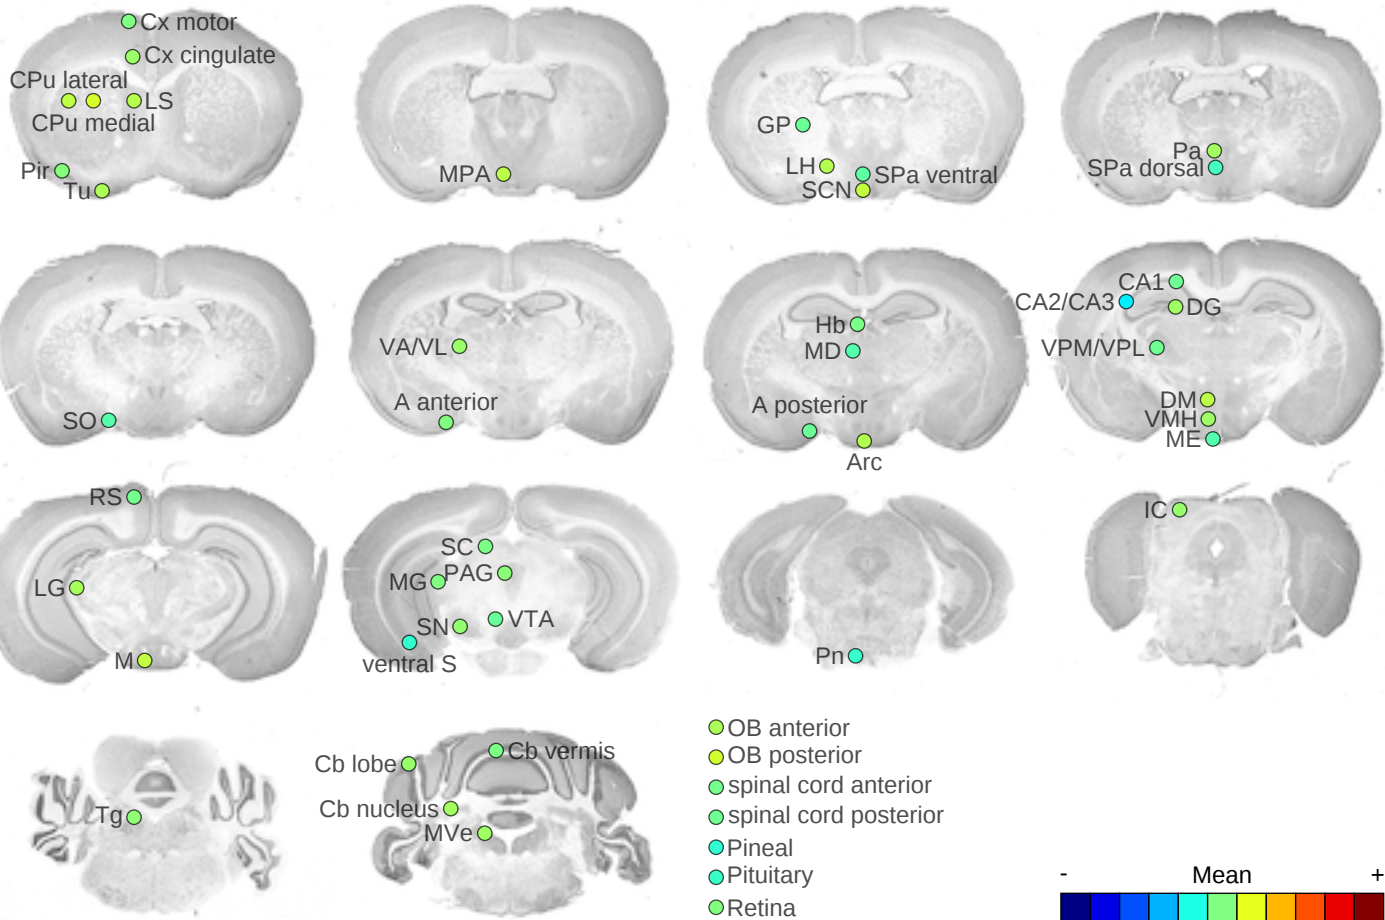 Cx motor
Cx cingulate
CPu lateral
LS
CPu medial
Pir
Tu
MPA
GP
LH
SPa ventral
SCN
Pa
SPa dorsal
SO
VA/VL
A anterior
Hb
MD
A posterior
Arc
CA1
CA2/CA3
DG
VPM/VPL
DM
VMH
ME
RS
LG
M
SC
MG
PAG
SN
VTA
ventral S
Pn
IC
Tg
Cb lobe
Cb vermis
Cb nucleus
MVe
OB anterior
OB posterior
spinal cord anterior
spinal cord posterior
Pineal
Pituitary
Retina
- Mean +